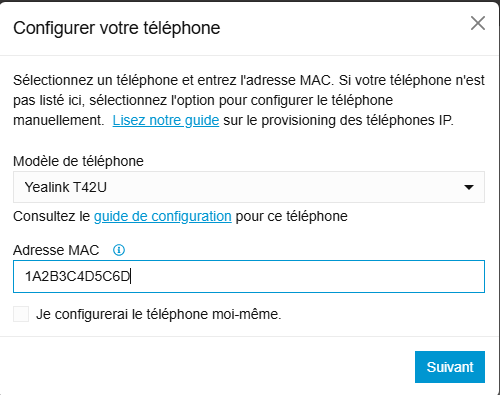 Configurer votre téléphone
Sélectionnez un téléphone et entrez l'adresse MAC. Si votre téléphone n'est
pas listé ici, sélectionnez l'option pour configurer le téléphone
manuellement. Lisez notre guide sur le provisioning des téléphones IP.
Modèle de téléphone
Yealink T42U
Consultez le guide de configuration pour ce téléphone
Adresse MAC
1A2B3C4D5C6D
Je configurerai le téléphone moi-même.
Suivant